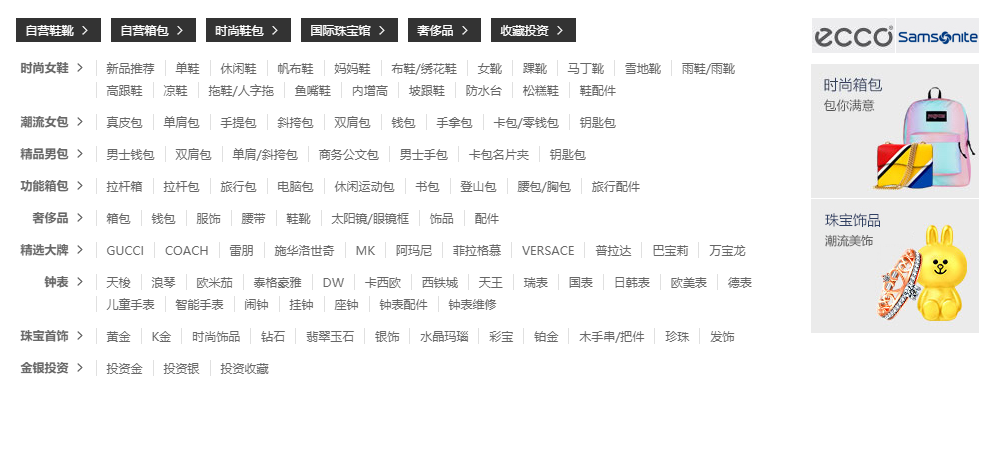 自营鞋靴 自营箱包 时尚鞋包 国际珠宝馆 奢侈品 收藏投资
时尚女鞋 新品推荐 单鞋 休闲鞋 帆布鞋 妈妈鞋 布鞋/绣花鞋 女靴 踝靴 马丁靴 雪地靴 雨鞋/雨靴
高跟鞋 凉鞋 拖鞋/人字拖 鱼嘴鞋 内增高 坡跟鞋 防水台 松糕鞋 鞋配件
潮流女包 真皮包 单肩包 手提包 斜挎包 双肩包 钱包 手拿包 卡包/零钱包 钥匙包
精品男包 男士钱包 双肩包 单肩/斜挎包 商务公文包 男士手包 卡包名片夹 钥匙包
功能箱包 拉杆箱 拉杆包 旅行包 电脑包 休闲运动包 书包 登山包 腰包/胸包 旅行配件
奢侈品 箱包 钱包 服饰 腰带 鞋靴 太阳镜/眼镜框 饰品 配件
精选大牌 GUCCI COACH 雷朋 施华洛世奇 MK 阿玛尼 菲拉格慕 VERSACE 普拉达 巴宝莉 万宝龙
钟表 天梭 浪琴 欧米茄 泰格豪雅 DW 卡西欧 西铁城 天王 瑞表 国表 日韩表 欧美表 德表
儿童手表 智能手表 闹钟 挂钟 座钟 钟表配件 钟表维修
珠宝首饰 黄金 K金 时尚饰品 钻石 翡翠玉石 银饰 水晶玛瑙 彩宝 铂金 木手串/把件 珍珠 发饰
金银投资 投资金 投资银 投资收藏
ecco Samsonite
时尚箱包
包你满意
珠宝饰品
潮流美饰